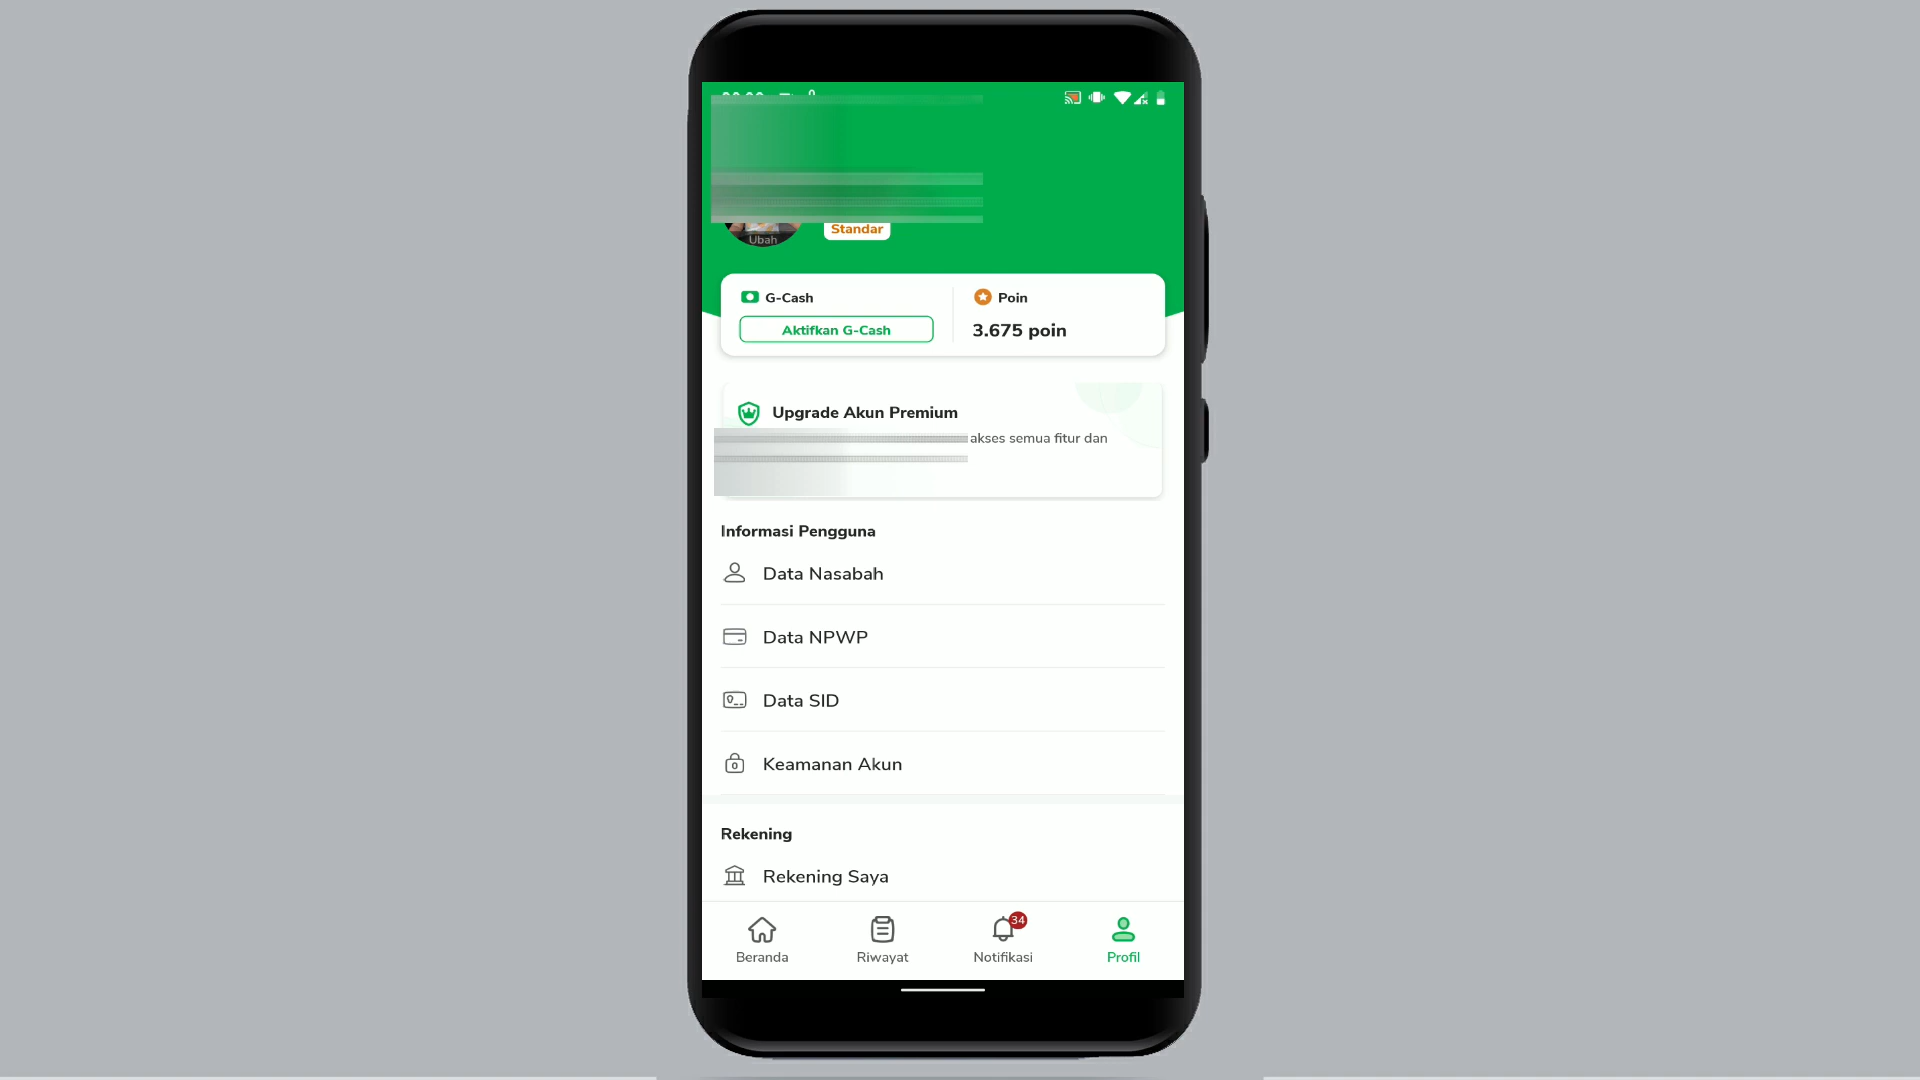 Ubah
Standar
G-Cash
Poin
Aktifkan G-Cash
3.675 poin
Upgrade Akun Premium
akses semua fitur dan
Informasi Pengguna
Data Nasabah
Data NPWP
Data SID
Keamanan Akun
Rekening
Rekening Saya
34
Beranda
Riwayat
Notifikasi
Profil